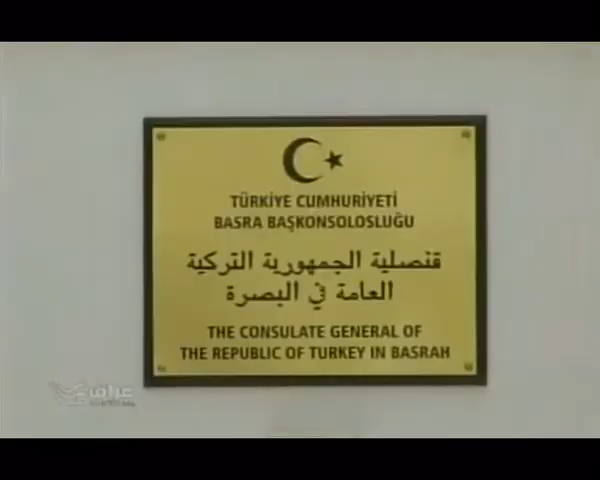 TÜRKİYE CUMHURİYETİ
BASRA BAŞKONSOLOSLUĞU
قنصلية الجمهورية التركية
العامة في البصرة
THE CONSULATE GENERAL OF
THE REPUBLIC OF TURKEY IN BASRAH
عراق